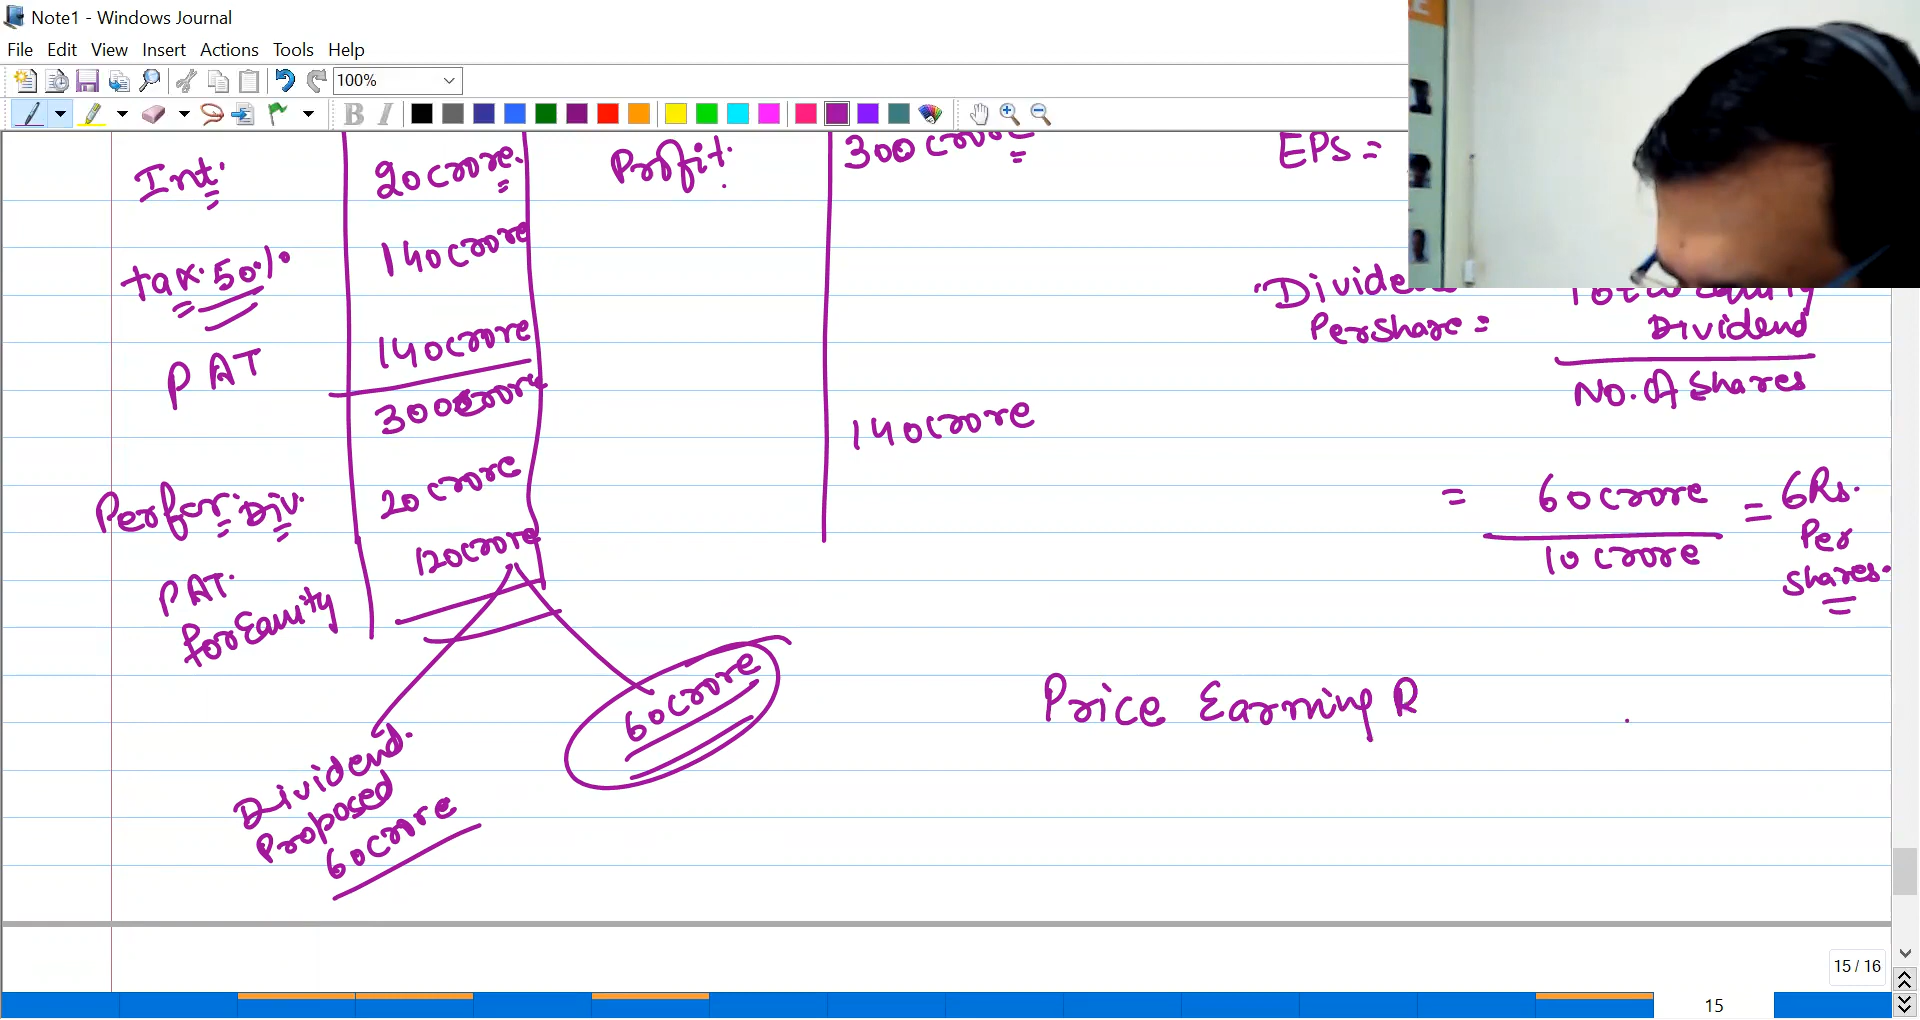 Note1 - Windows Journal
File Edit View Insert Actions Tools Help
100%
Int. 20 crore. Profit. 300 crore EPS =
tax. 50% 140 crore
PAT 140 crore
300 crore
140 crore
Perfar. Div. 20 crore
PAT. for Equity 120 crore
Dividend. Proposed 60 crore
60 crore
Per Share =
Equity
Dividend
No. of Shares
= 60 crore = 6 Rs. Per shares.
10 crore
Price Earning R
15 / 16
15